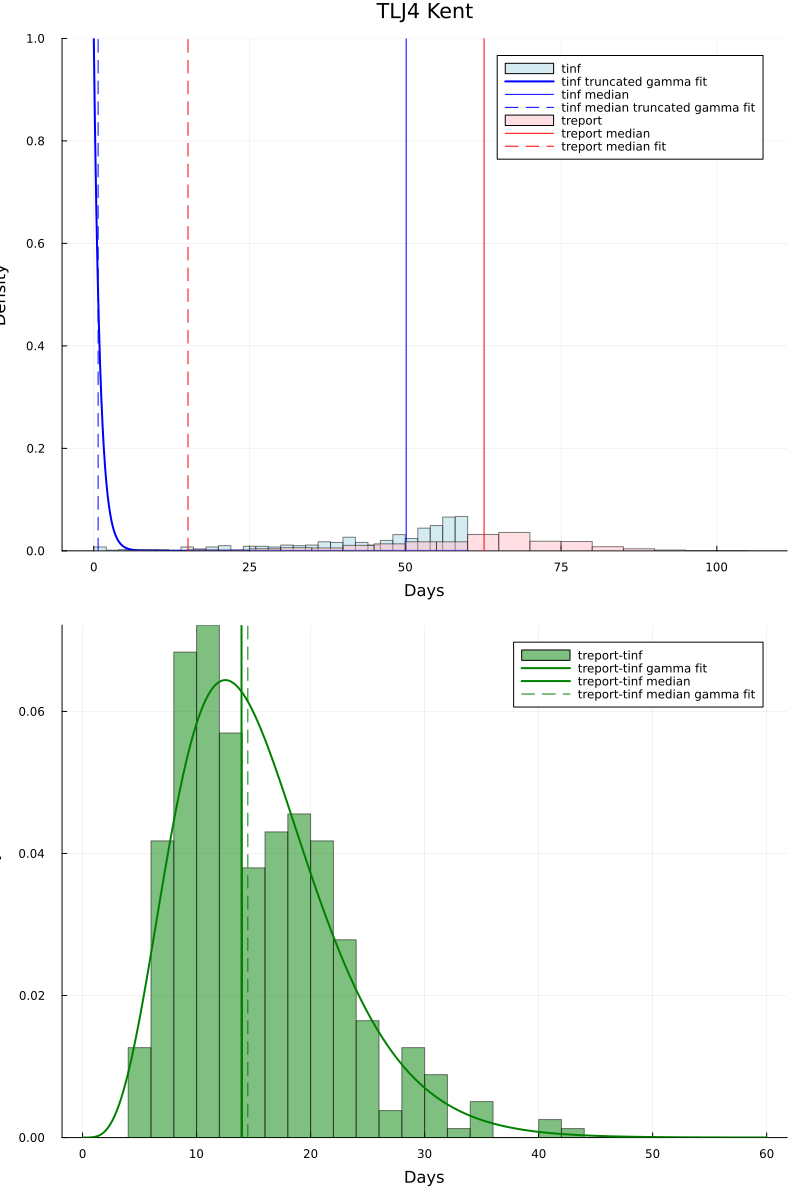 TLJ4 Kent
1.0
tinf
tinf truncated gamma fit
tinf median
tinf median truncated gamma fit
treport
treport median
treport median fit
0.8
0.6
Density
0.4
0.2
0.0
0 25 50 75 100
Days
treport-tinf
treport-tinf gamma fit
treport-tinf median
treport-tinf median gamma fit
0.06
0.04
0.02
0.00
0 10 20 30 40 50 60
Days